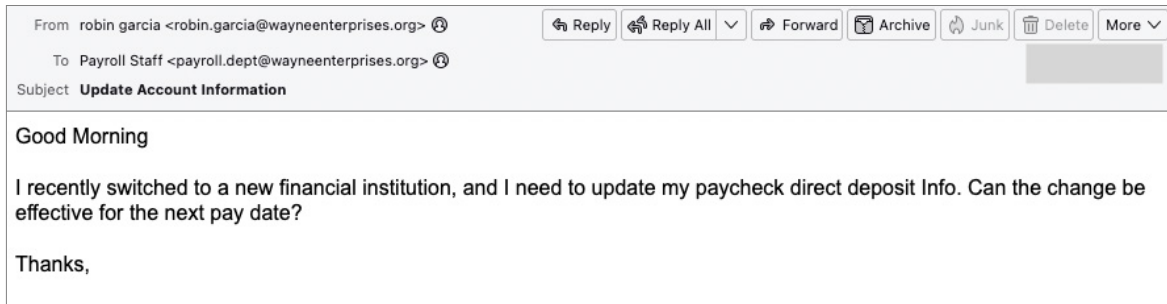 From robin garcia <robin.garcia@wayneenterprises.org>
Reply Reply All Forward Archive Junk Delete More
To Payroll Staff <payroll.dept@wayneenterprises.org>
Subject Update Account Information
Good Morning
I recently switched to a new financial institution, and I need to update my paycheck direct deposit Info. Can the change be
effective for the next pay date?
Thanks,